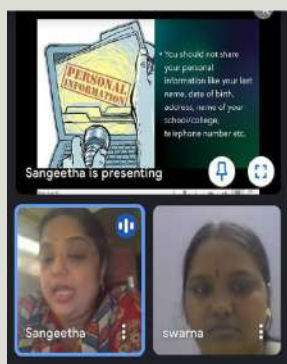 PERSONAL
INFORMATION
• You should not share
your personal
information like your last
name, date of birth,
address, name of your
school/college,
telephone number etc.
Sangeetha is presenting
Sangeetha
swarna